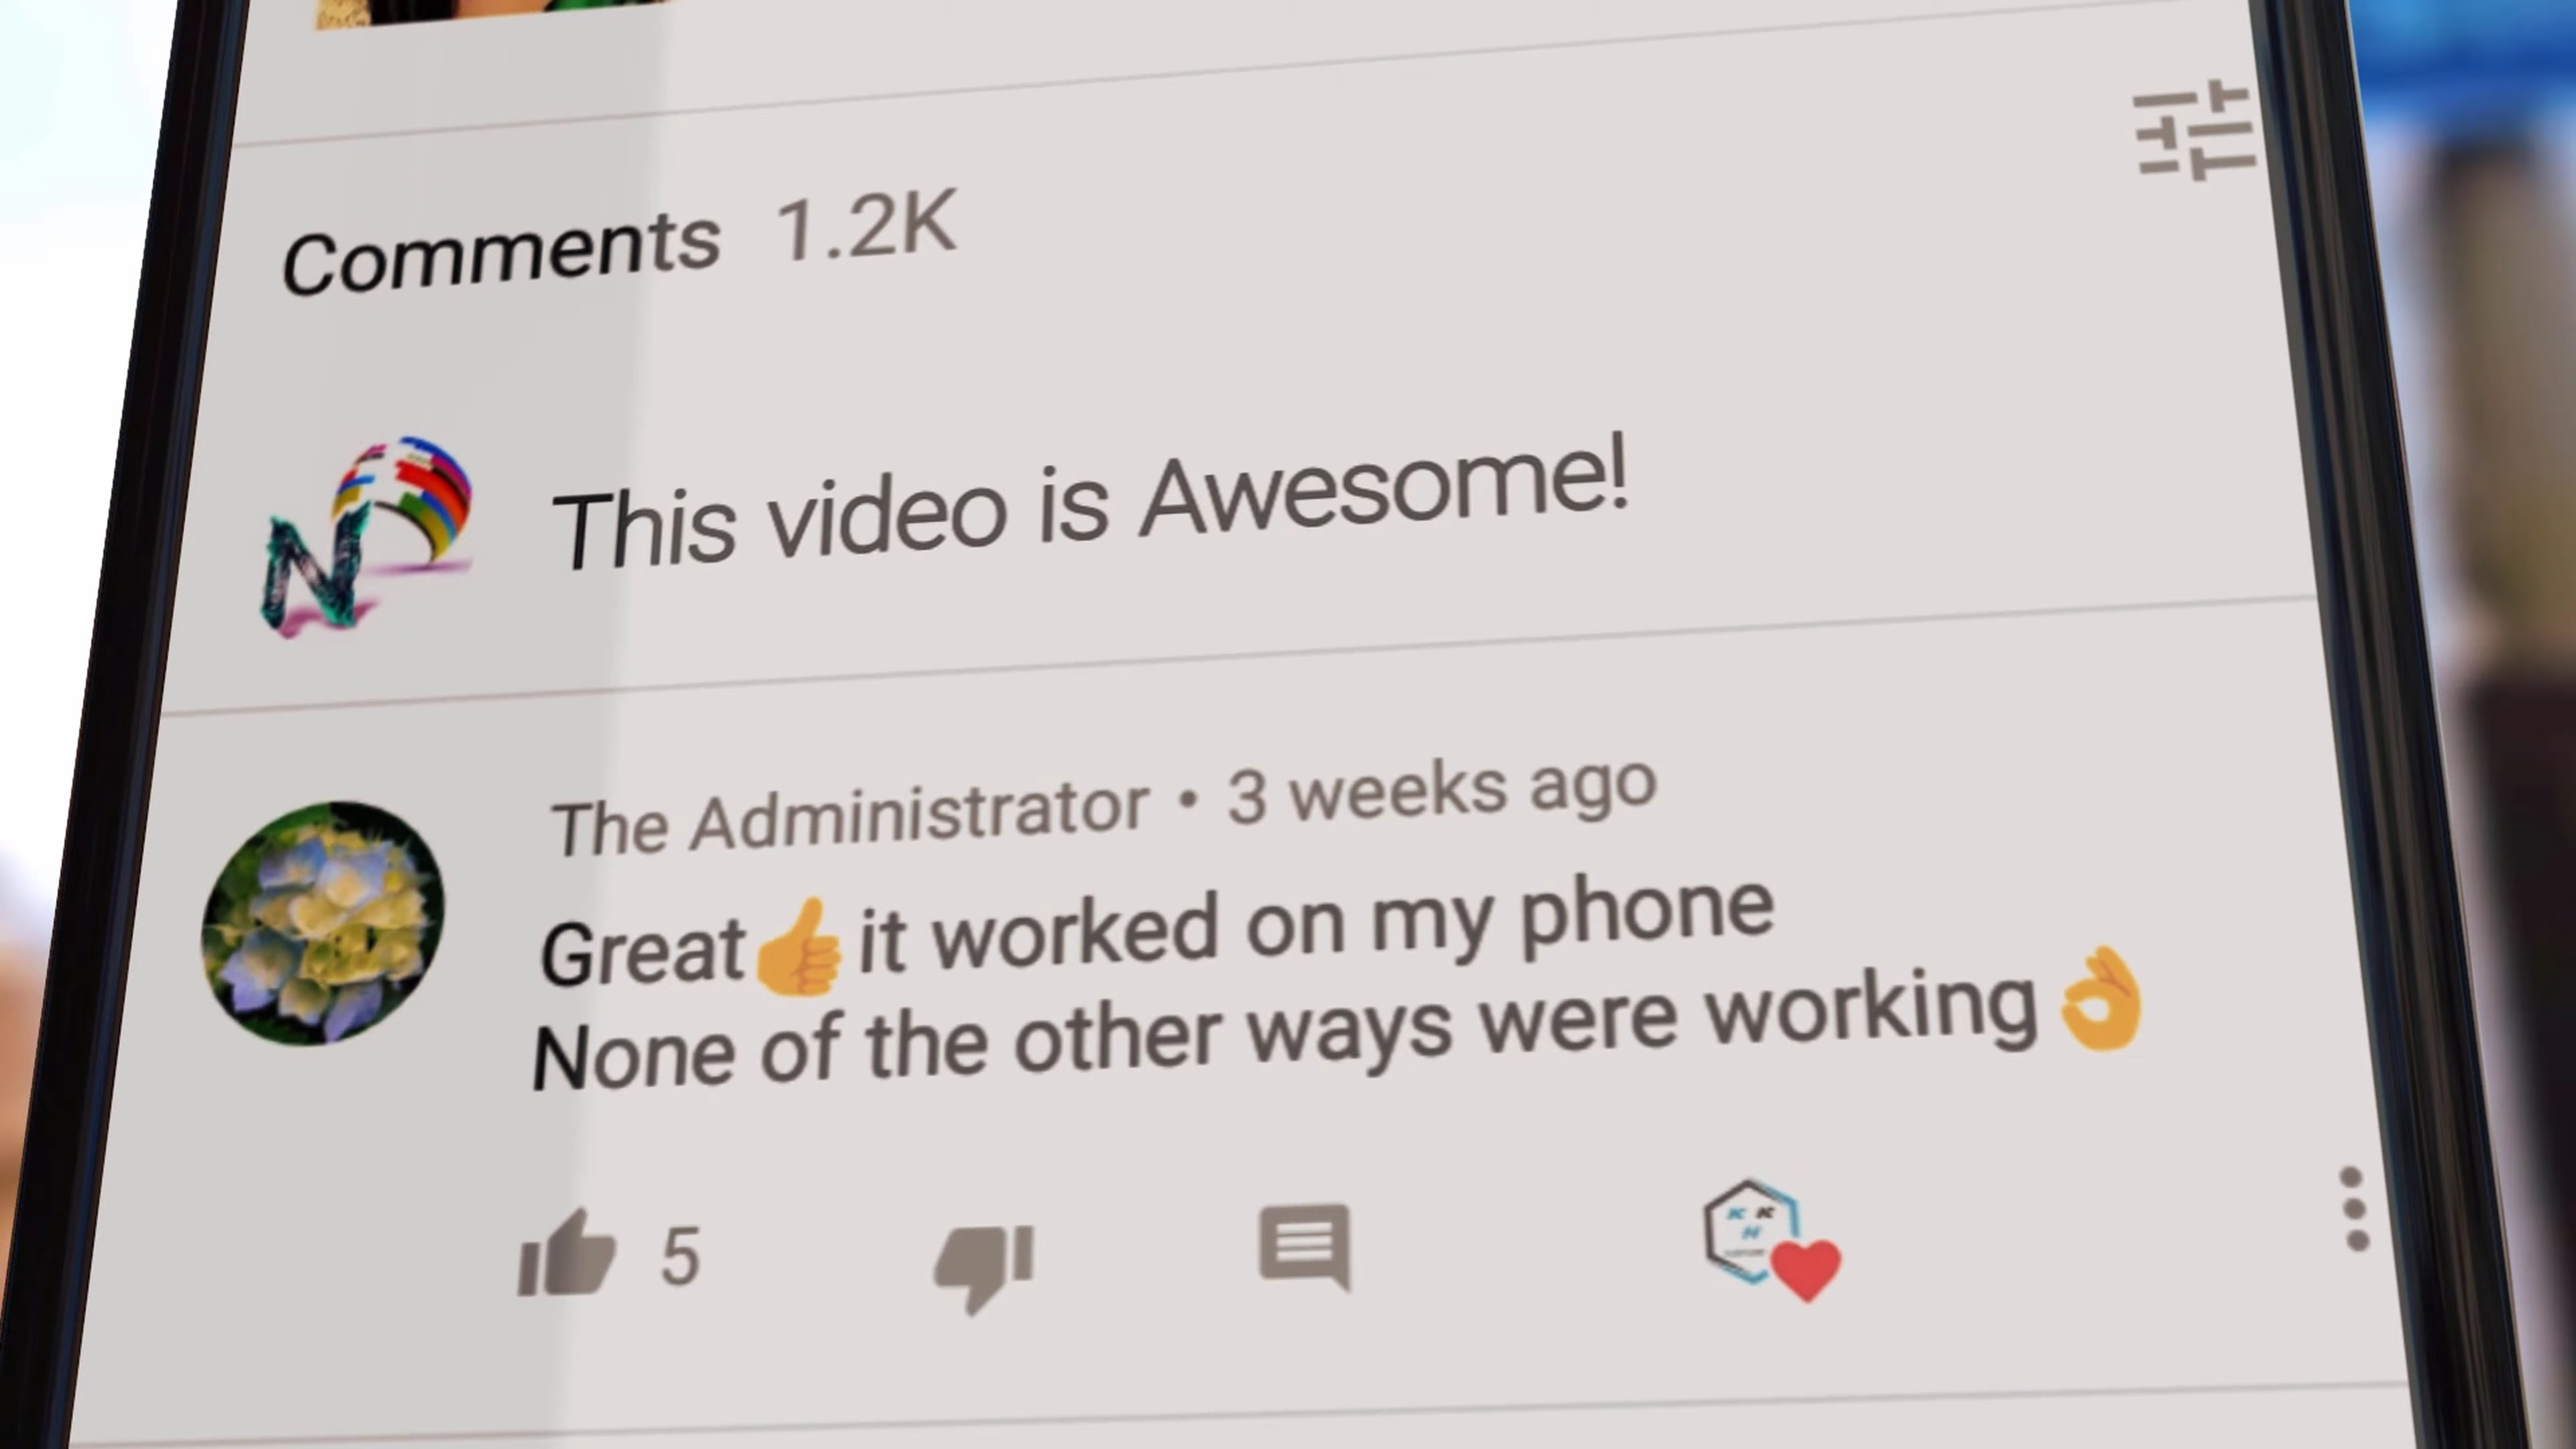 Comments 1.2K
This video is Awesome!
The Administrator • 3 weeks ago
Great👍it worked on my phone
None of the other ways were working👌
5